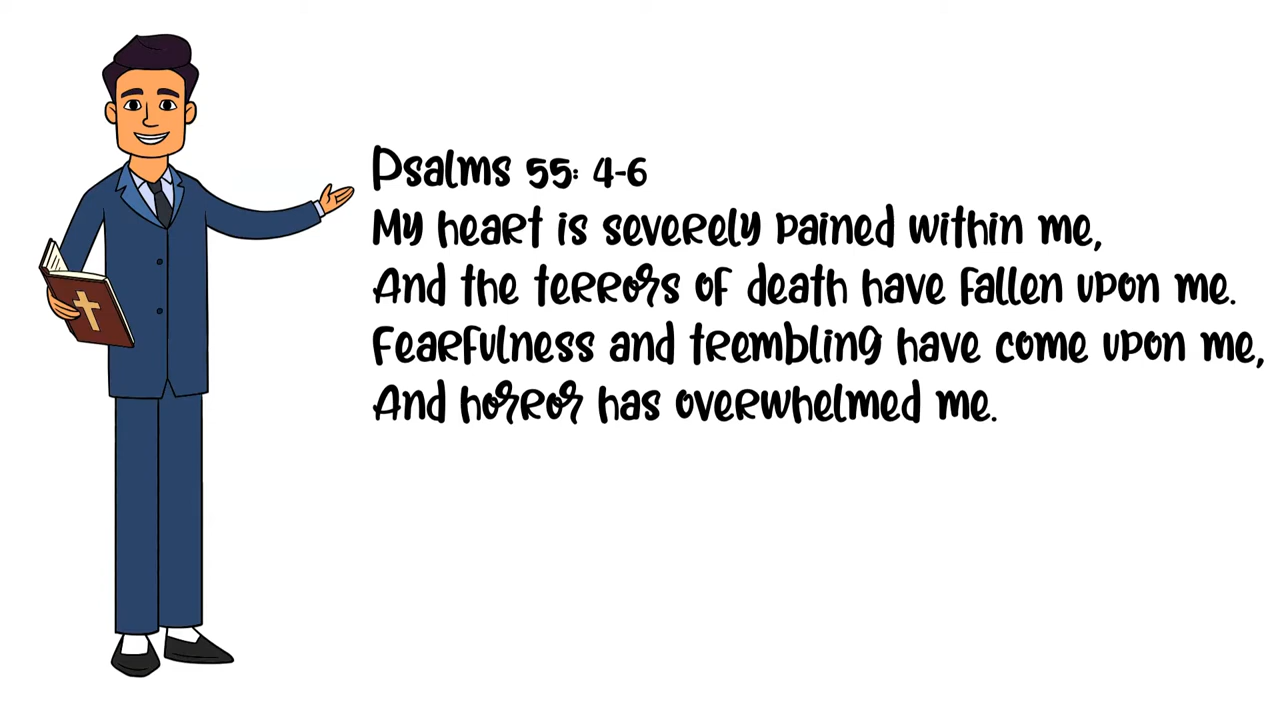 Psalms 55: 4-6
My heart is severely pained within me,
And the terrors of death have fallen upon me.
Fearfulness and trembling have come upon me,
And horror has overwhelmed me.